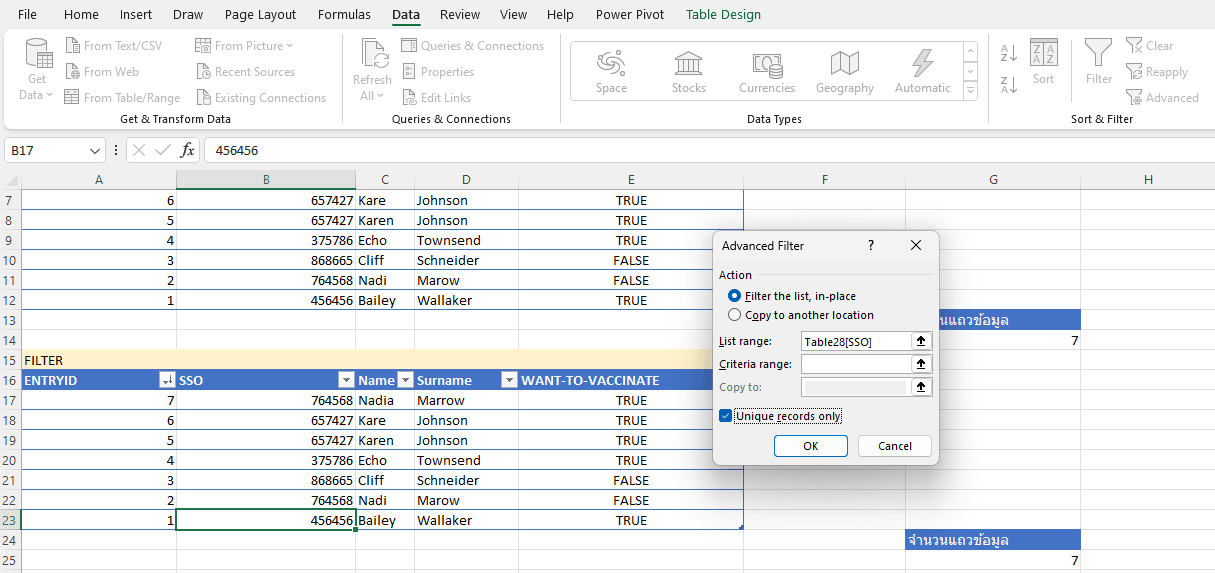 File Home Insert Draw Page Layout Formulas Data Review View Help Power Pivot Table Design
From Text/CSV From Picture Queries & Connections
Get Data From Web Recent Sources Refresh All Properties Space Stocks Currencies Geography Automatic Sort Filter Clear Reapply
From Table/Range Existing Connections Edit Links Advanced
Get & Transform Data Queries & Connections Data Types Sort & Filter
B17 fx 456456
A B C D E F G H
7 6 657427 Kare Johnson TRUE
8 5 657427 Karen Johnson TRUE
9 4 375786 Echo Townsend TRUE
10 3 868665 Cliff Schneider FALSE
11 2 764568 Nadi Marow FALSE
12 1 456456 Bailey Wallaker TRUE
13 นแถวข้อมูล
14 7
15 FILTER
16 ENTRYID SSO Name Surname WANT-TO-VACCINATE
17 7 764568 Nadia Marrow TRUE
18 6 657427 Kare Johnson TRUE
19 5 657427 Karen Johnson TRUE
20 4 375786 Echo Townsend TRUE
21 3 868665 Cliff Schneider FALSE
22 2 764568 Nadi Marow FALSE
23 1 456456 Bailey Wallaker TRUE
24 จำนวนแถวข้อมูล
25 7
Advanced Filter ?
Action
Filter the list, in-place
Copy to another location
List range: Table28[SSO]
Criteria range:
Copy to:
Unique records only
OK Cancel